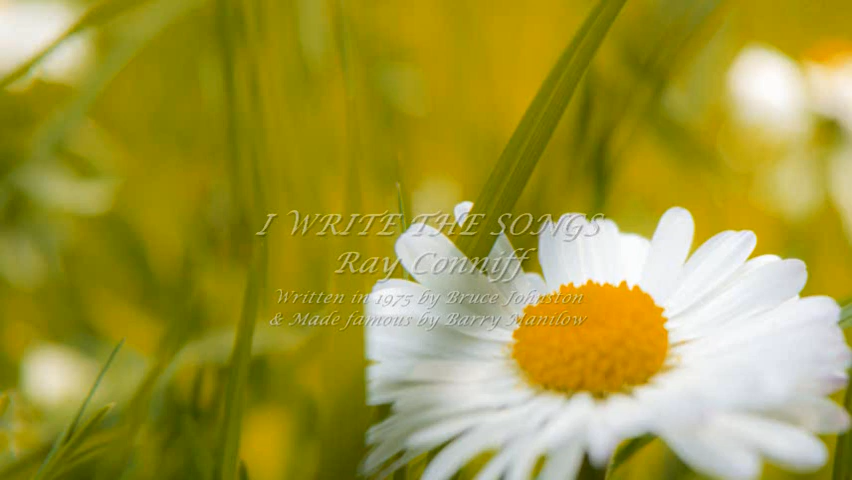 I WRITE THE SONGS
Ray Conniff
Written in 1975 by Bruce Johnston
& Made famous by Barry Manilow